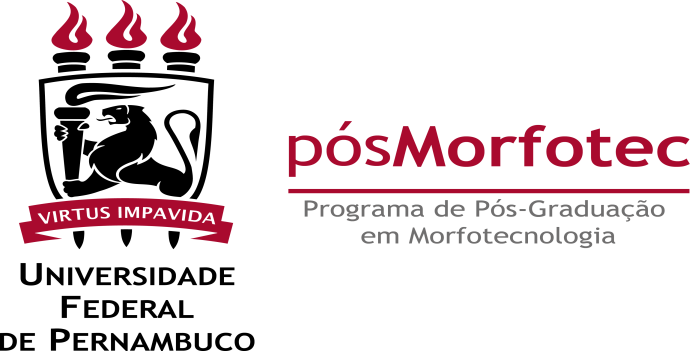 VIRTUS IMPAVIDA
UNIVERSIDADE
FEDERAL
DE PERNAMBUCO
pósMorfotec
Programa de Pós-Graduação
em Morfotecnologia